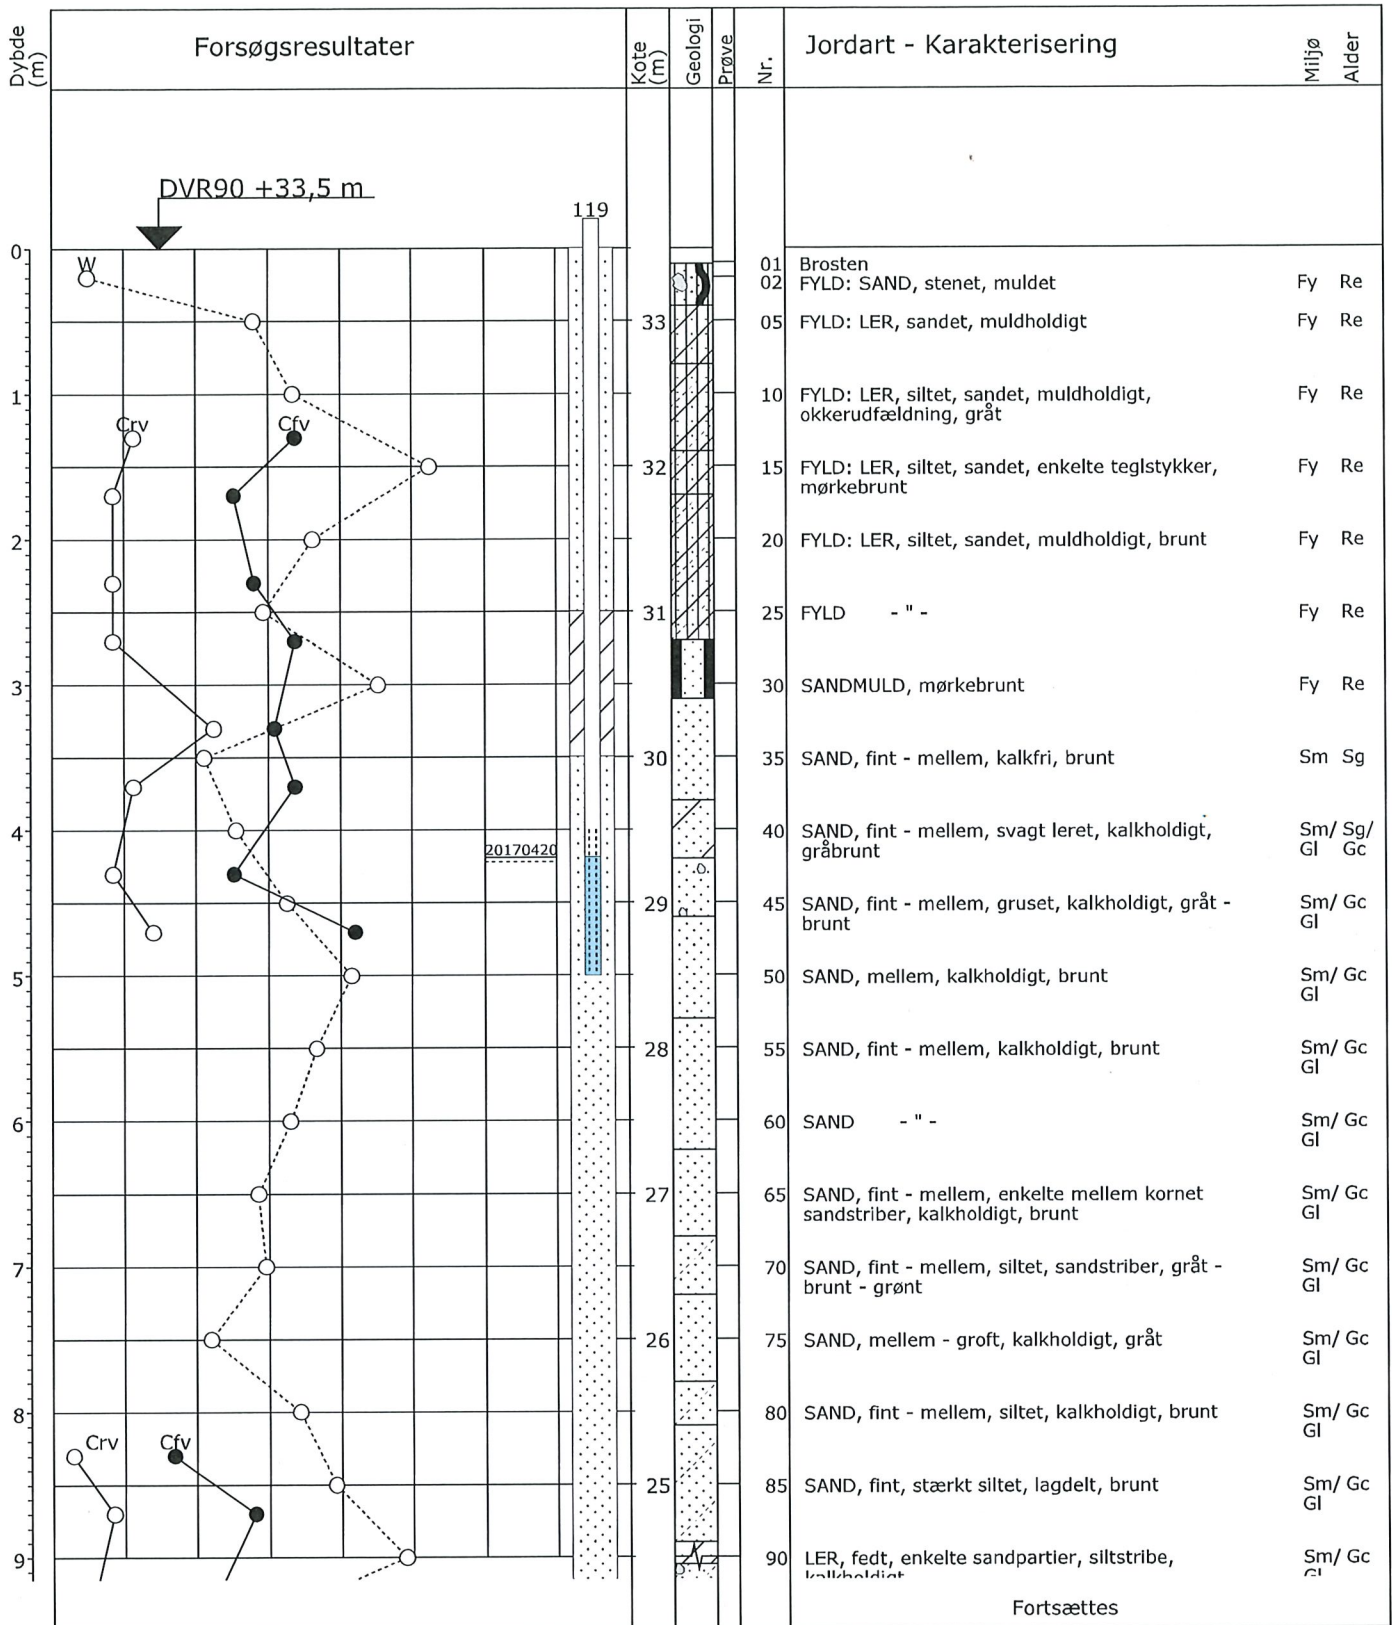 Dybde (m)
Forsøgsresultater
Kote (m)
Geologi
Prøve
Nr.
Jordart - Karakterisering
Miljø
Alder
DVR90 +33,5 m
119
0
W
01 Brosten
02 FYLD: SAND, stenet, muldet Fy Re
33 05 FYLD: LER, sandet, muldholdigt Fy Re
1 10 FYLD: LER, siltet, sandet, muldholdigt, Fy Re
okkerudfældning, gråt
Crv Cfv
32 15 FYLD: LER, siltet, sandet, enkelte teglstykker, Fy Re
mørkebrunt
2 20 FYLD: LER, siltet, sandet, muldholdigt, brunt Fy Re
31 25 FYLD - " - Fy Re
3 30 SANDMULD, mørkebrunt Fy Re
30 35 SAND, fint - mellem, kalkfri, brunt Sm Sg
4 40 SAND, fint - mellem, svagt leret, kalkholdigt, Sm/ Sg/
gråbrunt Gl Gc
20170420
29 45 SAND, fint - mellem, gruset, kalkholdigt, gråt - Sm/ Gc
brunt Gl
5 50 SAND, mellem, kalkholdigt, brunt Sm/ Gc
Gl
28 55 SAND, fint - mellem, kalkholdigt, brunt Sm/ Gc
Gl
6 60 SAND - " - Sm/ Gc
Gl
27 65 SAND, fint - mellem, enkelte mellem kornet Sm/ Gc
sandstriber, kalkholdigt, brunt Gl
7 70 SAND, fint - mellem, siltet, sandstriber, gråt - Sm/ Gc
brunt - grønt Gl
26 75 SAND, mellem - groft, kalkholdigt, gråt Sm/ Gc
Gl
8 80 SAND, fint - mellem, siltet, kalkholdigt, brunt Sm/ Gc
Gl
Crv Cfv
25 85 SAND, fint, stærkt siltet, lagdelt, brunt Sm/ Gc
Gl
9 90 LER, fedt, enkelte sandpartier, siltstribe, Sm/ Gc
kalkholdigt Gl
Fortsættes